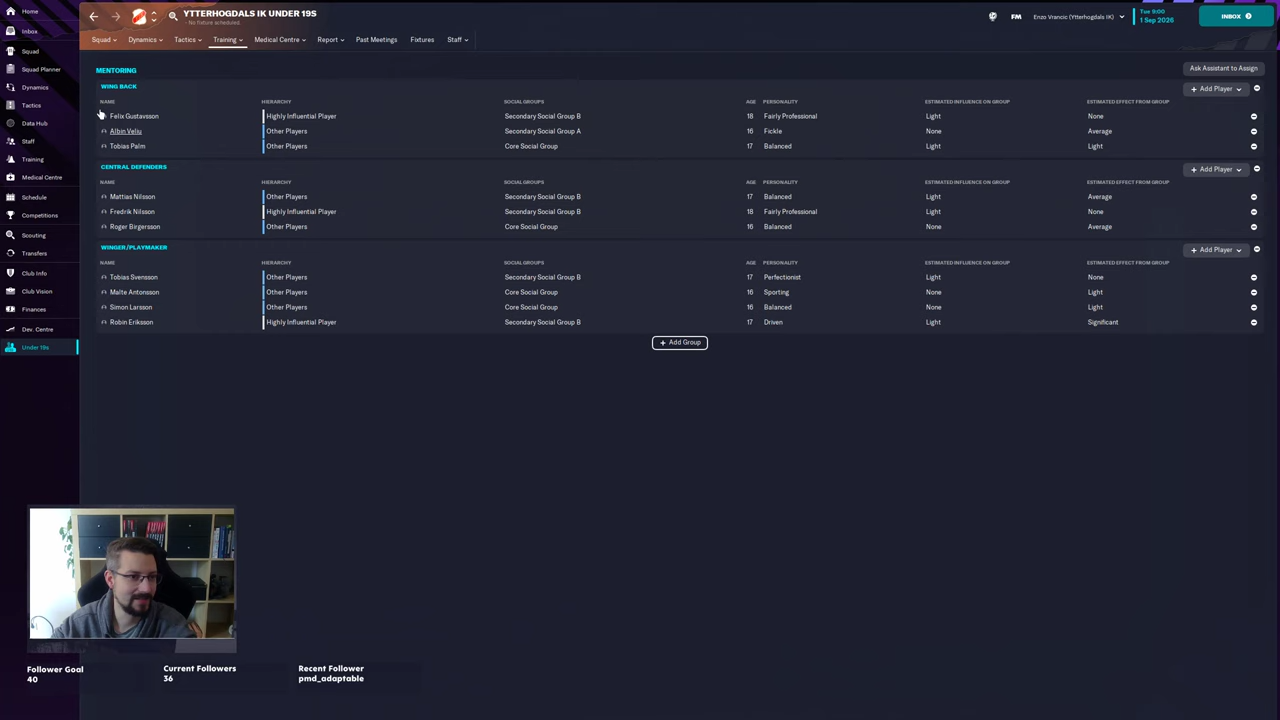 Home
YTTERHOGDALS IK UNDER 19S
- No fixture scheduled.
FM
Enzo Vrancic (Ytterhogdals IK)
Tue 9:00
1 Sep 2026
INBOX
Inbox
Squad
Dynamics
Tactics
Training
Medical Centre
Report
Past Meetings
Fixtures
Staff
Squad
Squad Planner
Dynamics
Tactics
Data Hub
Staff
Training
Medical Centre
Schedule
Competitions
Scouting
Transfers
Club Info
Club Vision
Finances
Dev. Centre
Under 19s
MENTORING
Ask Assistant to Assign
WING BACK
Add Player
NAME HIERARCHY SOCIAL GROUPS AGE PERSONALITY ESTIMATED INFLUENCE ON GROUP ESTIMATED EFFECT FROM GROUP
Felix Gustavsson Highly Influential Player Secondary Social Group B 18 Fairly Professional Light None
Albin Veliu Other Players Secondary Social Group A 16 Fickle None Average
Tobias Palm Other Players Core Social Group 17 Balanced Light Light
CENTRAL DEFENDERS
Add Player
NAME HIERARCHY SOCIAL GROUPS AGE PERSONALITY ESTIMATED INFLUENCE ON GROUP ESTIMATED EFFECT FROM GROUP
Mattias Nilsson Other Players Secondary Social Group B 17 Balanced Light Average
Fredrik Nilsson Highly Influential Player Secondary Social Group B 18 Fairly Professional Light None
Roger Birgersson Other Players Core Social Group 16 Balanced None Average
WINGER/PLAYMAKER
Add Player
NAME HIERARCHY SOCIAL GROUPS AGE PERSONALITY ESTIMATED INFLUENCE ON GROUP ESTIMATED EFFECT FROM GROUP
Tobias Svensson Other Players Secondary Social Group B 17 Perfectionist Light None
Malte Antonsson Other Players Core Social Group 16 Sporting None Light
Simon Larsson Other Players Core Social Group 16 Balanced None Light
Robin Eriksson Highly Influential Player Secondary Social Group B 17 Driven Light Significant
+ Add Group
Follower Goal
40
Current Followers
36
Recent Follower
pmd_adaptable